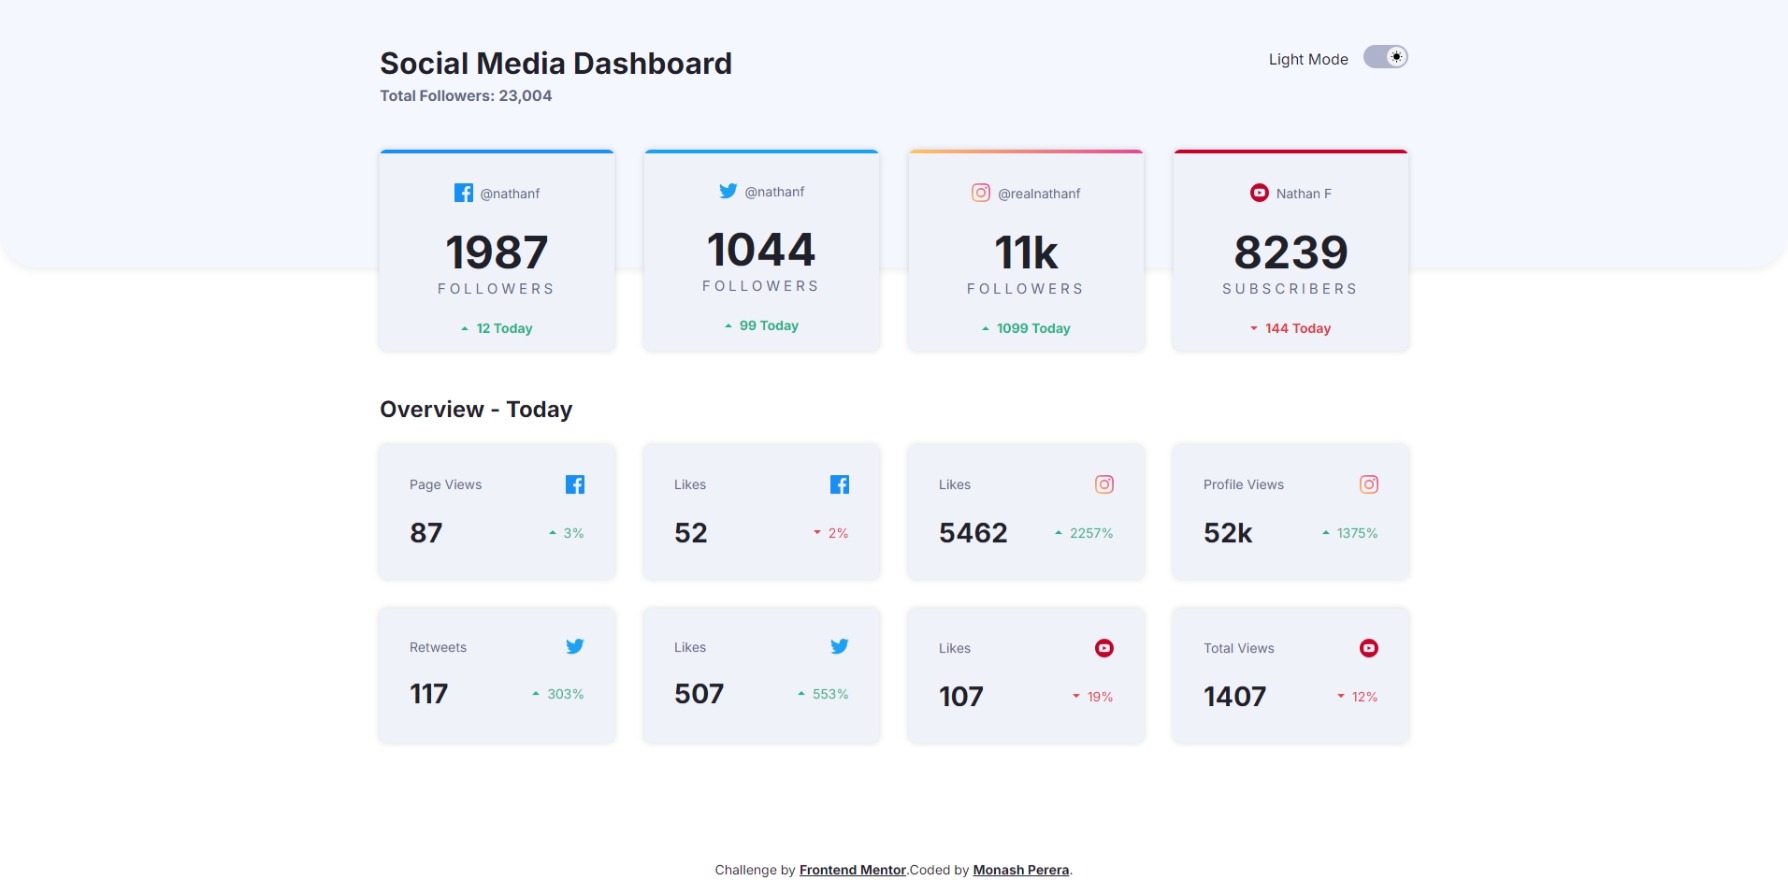 Social Media Dashboard
Light Mode
Total Followers: 23,004
@nathanf
1987
FOLLOWERS
12 Today
@nathanf
1044
FOLLOWERS
99 Today
@realnathanf
11k
FOLLOWERS
1099 Today
Nathan F
8239
SUBSCRIBERS
144 Today
Overview - Today
Page Views
87
3%
Likes
52
2%
Likes
5462
2257%
Profile Views
52k
1375%
Retweets
117
303%
Likes
507
553%
Likes
107
19%
Total Views
1407
12%
Challenge by Frontend Mentor.Coded by Monash Perera.